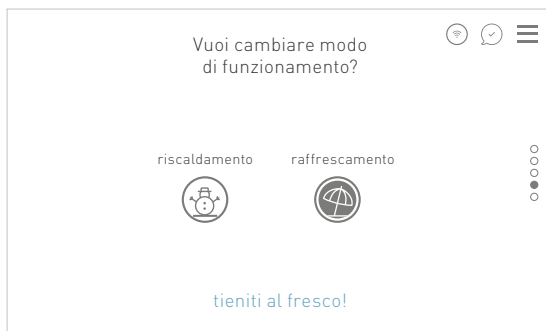 Vuoi cambiare modo
di funzionamento?
riscaldamento raffrescamento
tieniti al fresco!